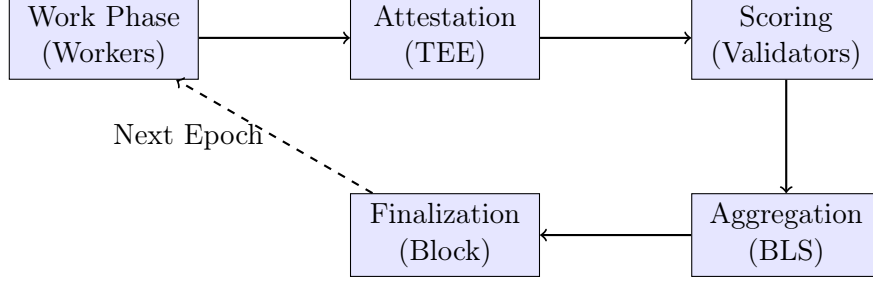 Work Phase
(Workers)
Attestation
(TEE)
Scoring
(Validators)
Next Epoch
Finalization
(Block)
Aggregation
(BLS)